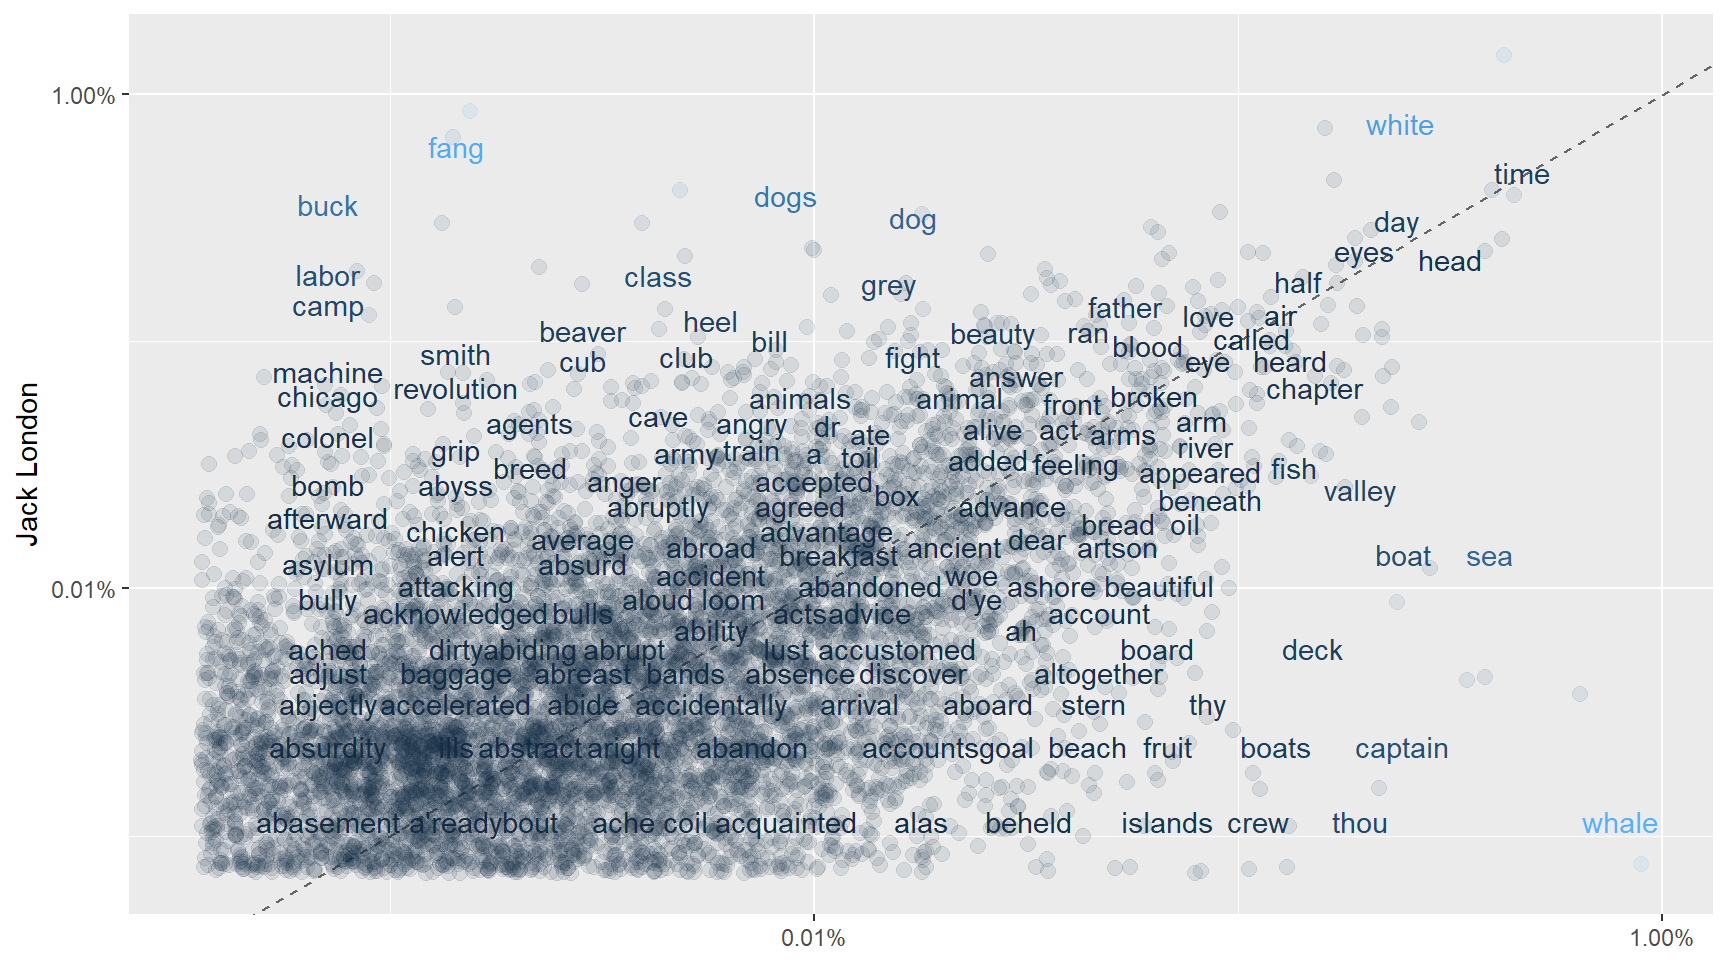 1.00%
white
fang
time
buck
dogs
dog
day
eyes
head
labor
class
grey
half
camp
father
love
air
heel
beaver
bill
beauty
ran
called
smith
cub
club
fight
blood
eye
heard
machine
revolution
answer
chapter
chicago
animals
animal
front
broken
Jack London
colonel
agents
cave
angry
dr
ate
alive
act
arms
arm
grip
army
train
a
toil
added
feeling
river
breed
appeared
fish
bomb
abyss
anger
accepted
box
beneath
valley
afterward
abruptly
agreed
advance
chicken
average
advantage
bread
oil
asylum
alert
absurd
abroad
breakfast
ancient
dear
artson
boat
sea
0.01%
attacking
accident
abandoned
woe
ashore
beautiful
bully
acknowledged
bulls
aloud
loom
acts
advice
d'ye
account
ability
ah
ached
dirty
abiding
abrupt
lust
accustomed
board
deck
adjust
baggage
abreast
bands
absence
discover
altogether
abjectly
accelerated
abide
accidentally
arrival
aboard
stern
thy
absurdity
ills
abstract
aright
abandon
accounts
goal
beach
fruit
boats
captain
abasement
a'ready
bout
ache
coil
acquainted
alas
beheld
islands
crew
thou
whale
0.01%
1.00%